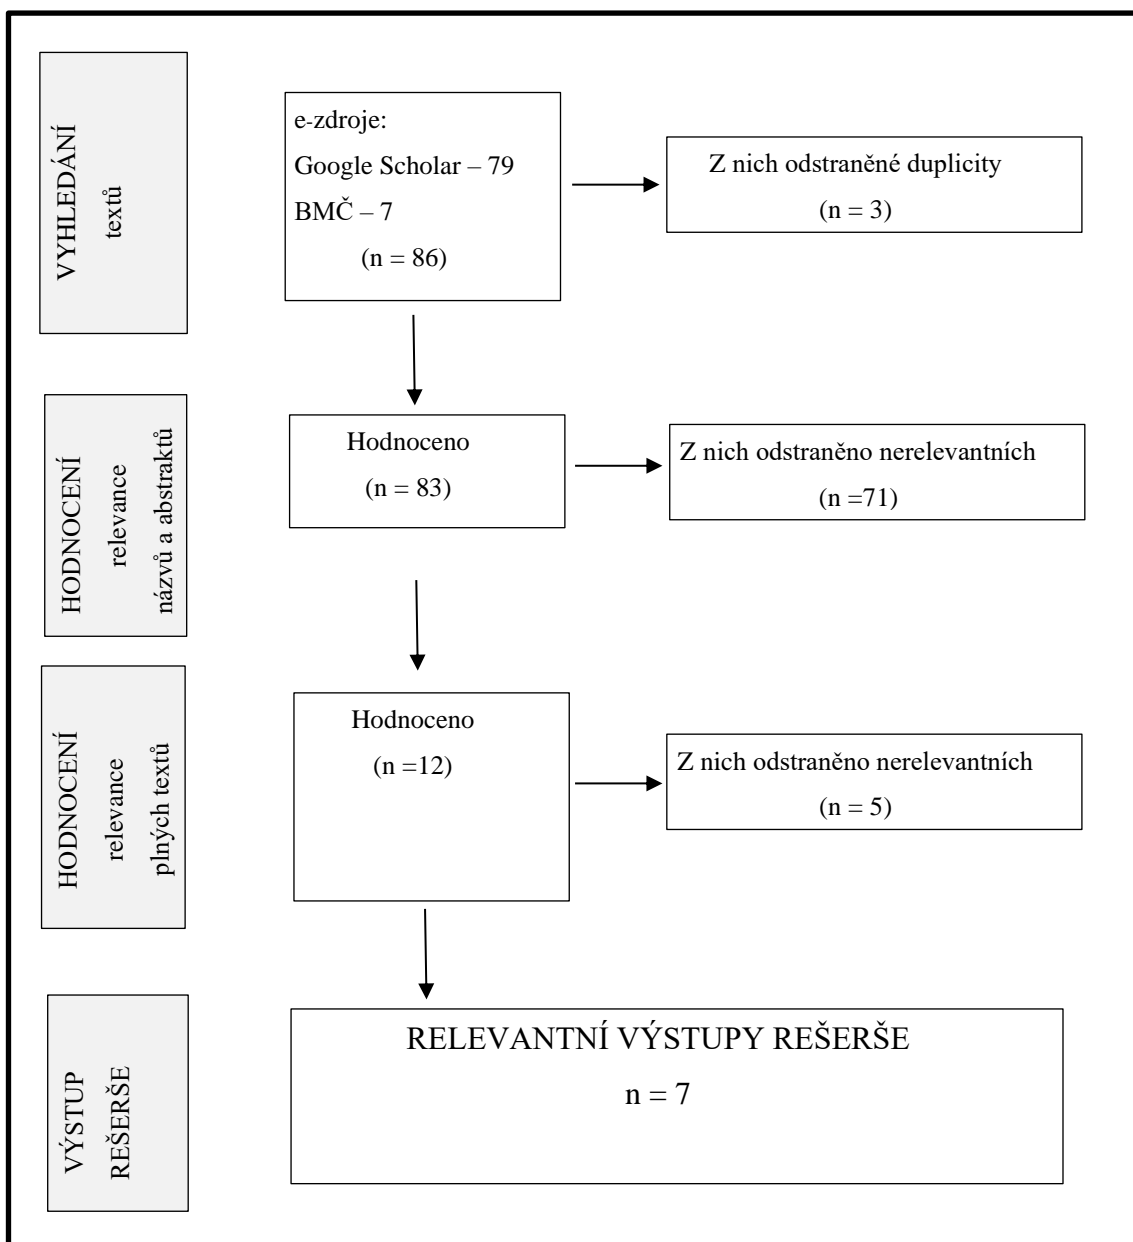 VYHLEDÁNÍ
textů
e-zdroje:
Google Scholar – 79
BMČ – 7
(n = 86)
Z nich odstraněné duplicity
(n = 3)
HODNOCENÍ
relevance
názvů a abstraktů
Hodnoceno
(n = 83)
Z nich odstraněno nerelevantních
(n =71)
HODNOCENÍ
relevance
plných textů
Hodnoceno
(n =12)
Z nich odstraněno nerelevantních
(n = 5)
VÝSTUP
REŠERŠE
RELEVANTNÍ VÝSTUPY REŠERŠE
n = 7